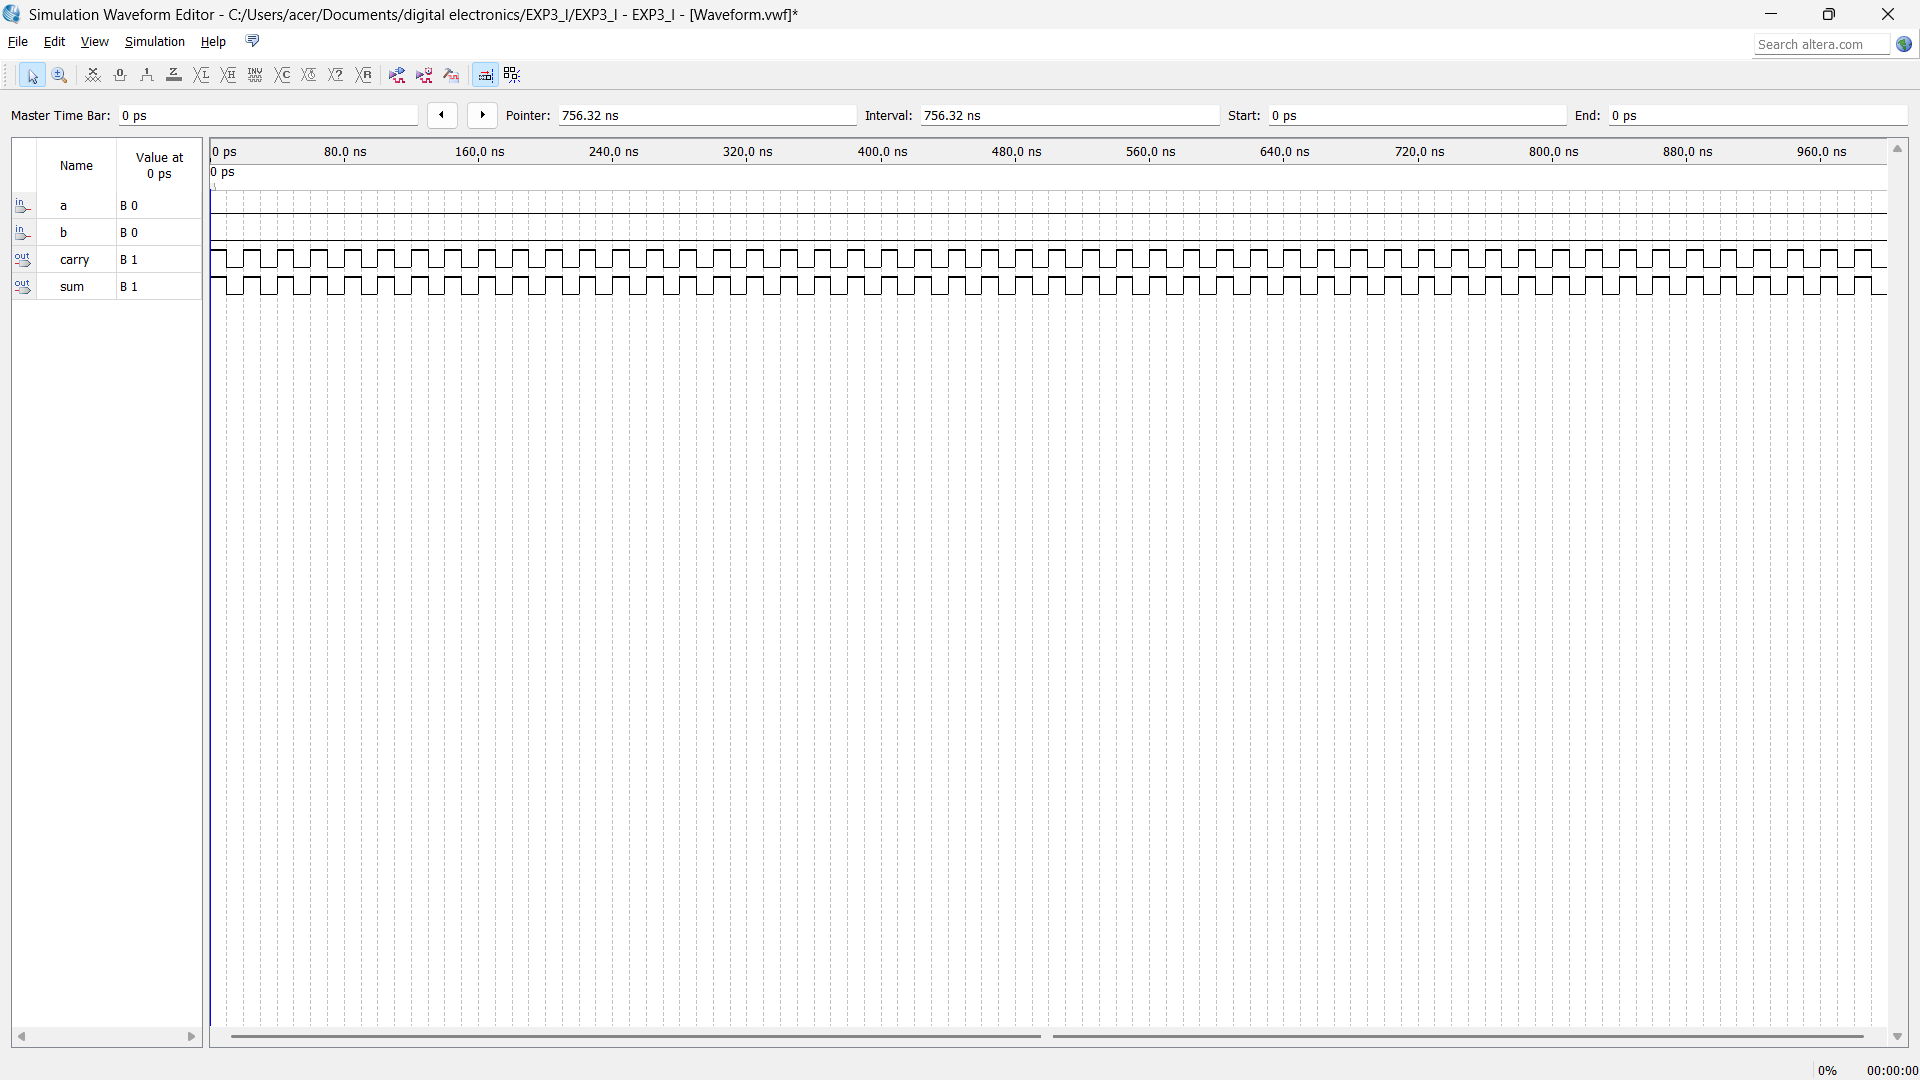 Simulation Waveform Editor - C:/Users/acer/Documents/digital electronics/EXP3_I/EXP3_I - EXP3_I - [Waveform.vwf]*
File Edit View Simulation Help
Search altera.com
Master Time Bar: 0 ps Pointer: 756.32 ns Interval: 756.32 ns Start: 0 ps End: 0 ps
Name Value at 0 ps
0 ps 80.0 ns 160.0 ns 240.0 ns 320.0 ns 400.0 ns 480.0 ns 560.0 ns 640.0 ns 720.0 ns 800.0 ns 880.0 ns 960.0 ns
0 ps
in a B 0
in b B 0
out carry B 1
out sum B 1
0% 00:00:00